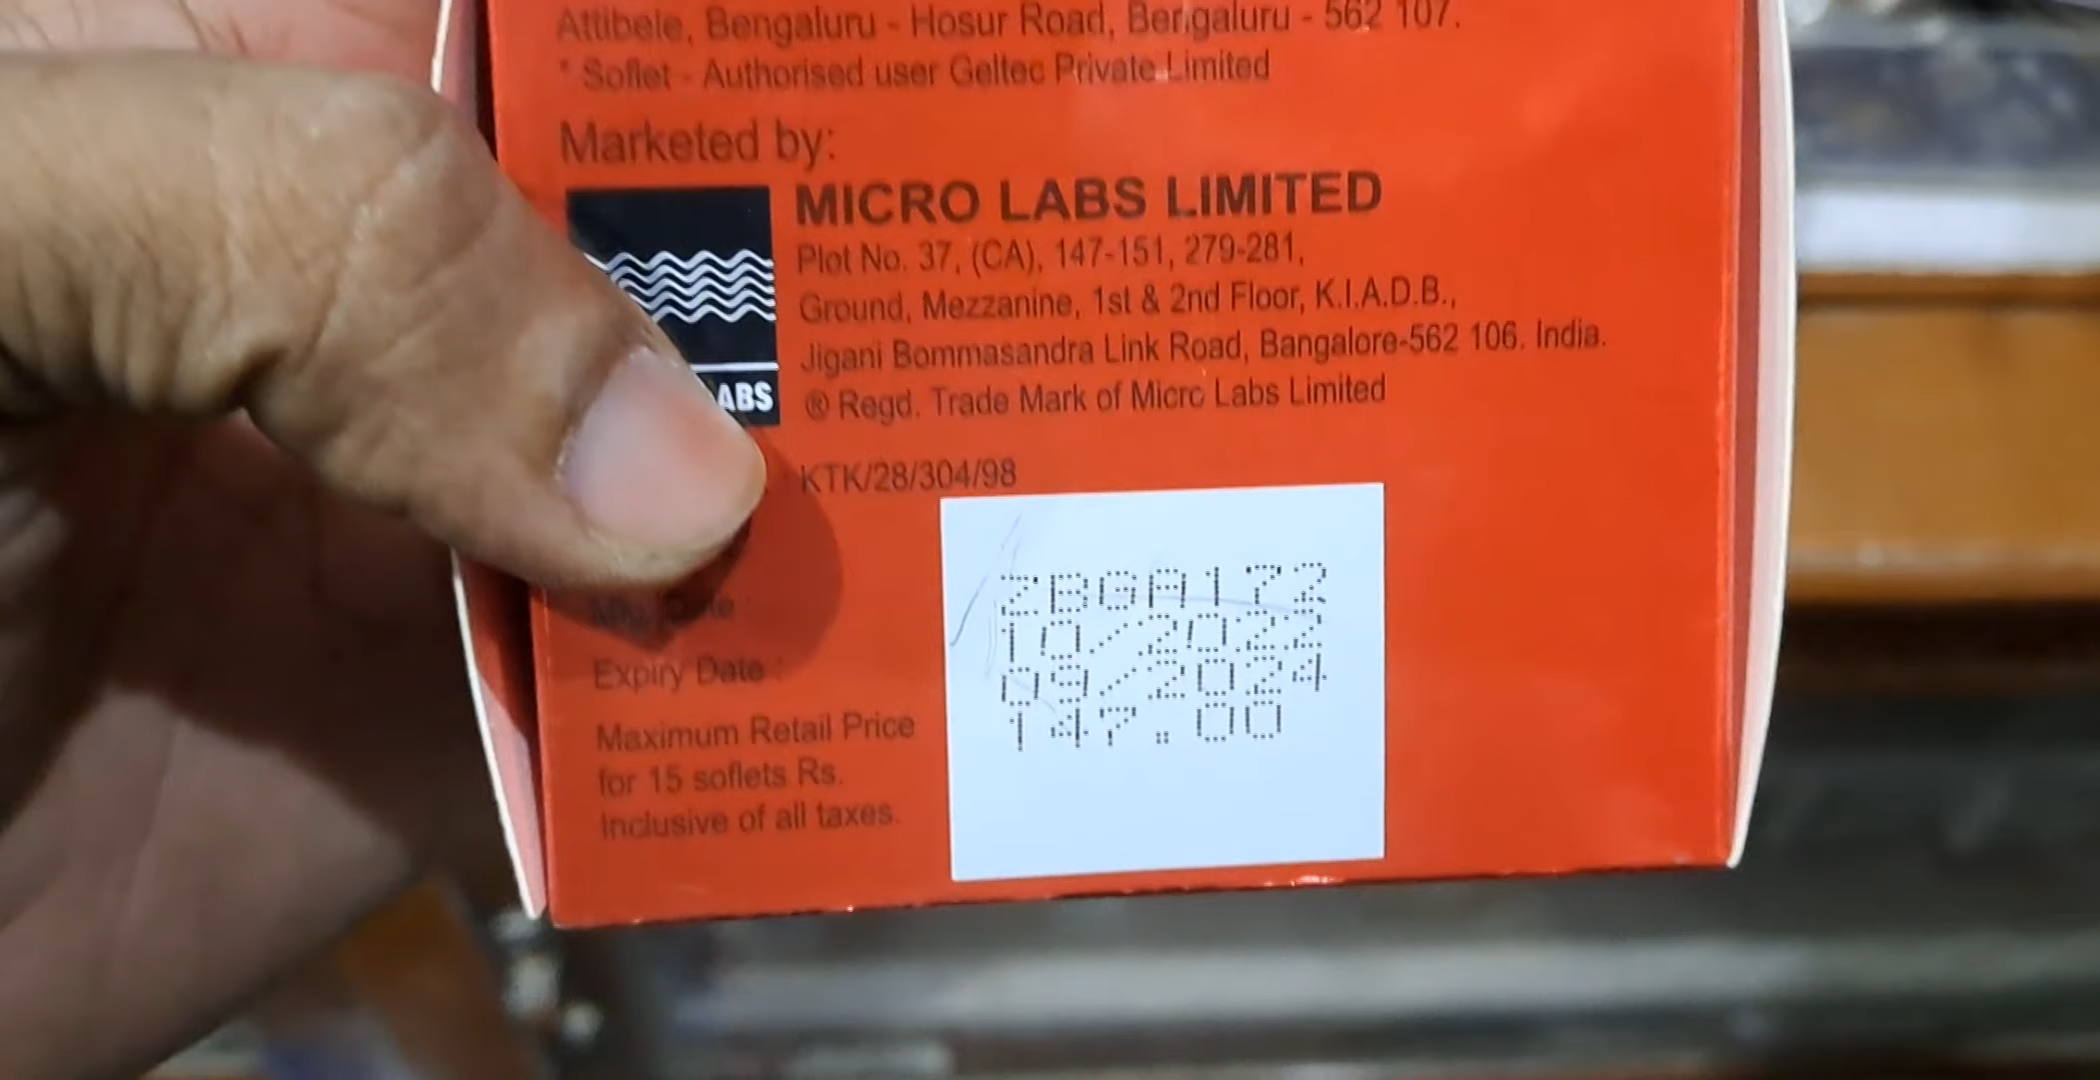 Attibele, Bengaluru - Hosur Road, Bengaluru - 562 107.
* Soflet - Authorised user Geltec Private Limited
Marketed by:
MICRO LABS LIMITED
Plot No. 37, (CA), 147-151, 279-281,
Ground, Mezzanine, 1st & 2nd Floor, K.I.A.D.B.,
Jigani Bommasandra Link Road, Bangalore-562 106. India.
ABS
® Regd. Trade Mark of Micro Labs Limited
KTK/28/304/98
ZBGA172
Mfg. Date :
10/2022
Expiry Date :
09/2024
Maximum Retail Price
147.00
for 15 soflets Rs.
Inclusive of all taxes.